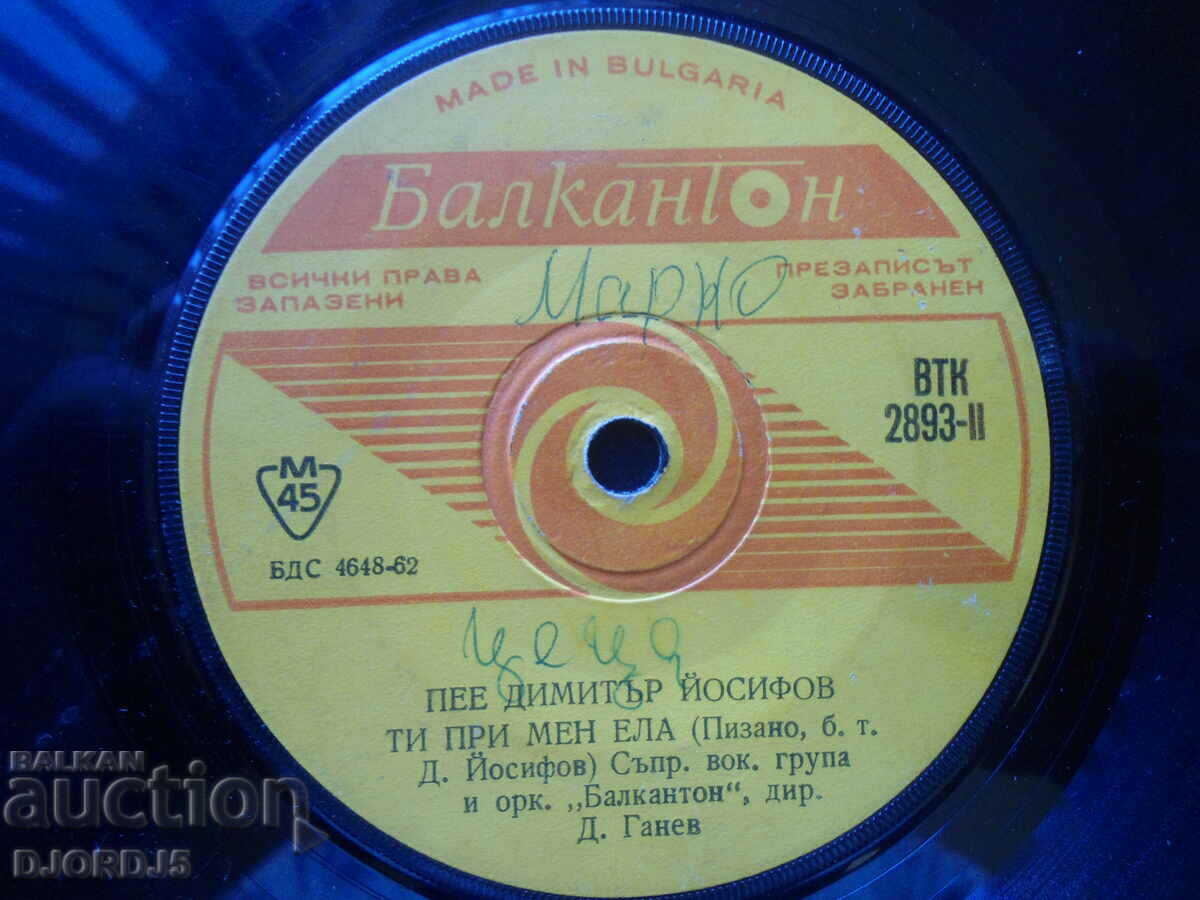 MADE IN BULGARIA
Балкантон
ВСИЧКИ ПРАВА
ЗАПАЗЕНИ
ПРЕЗАПИСЪТ
ЗАБРАНЕН
Марко
ВТК
2893-II
М
45
БДС 4648-62
цеца
ПЕЕ ДИМИТЪР ЙОСИФОВ
ТИ ПРИ МЕН ЕЛА (Пизано, б. т.
Д. Йосифов) Съпр. вок. група
и орк. „Балкантон“, дир.
Д. Ганев
BALKAN
auction
DJORDJ5